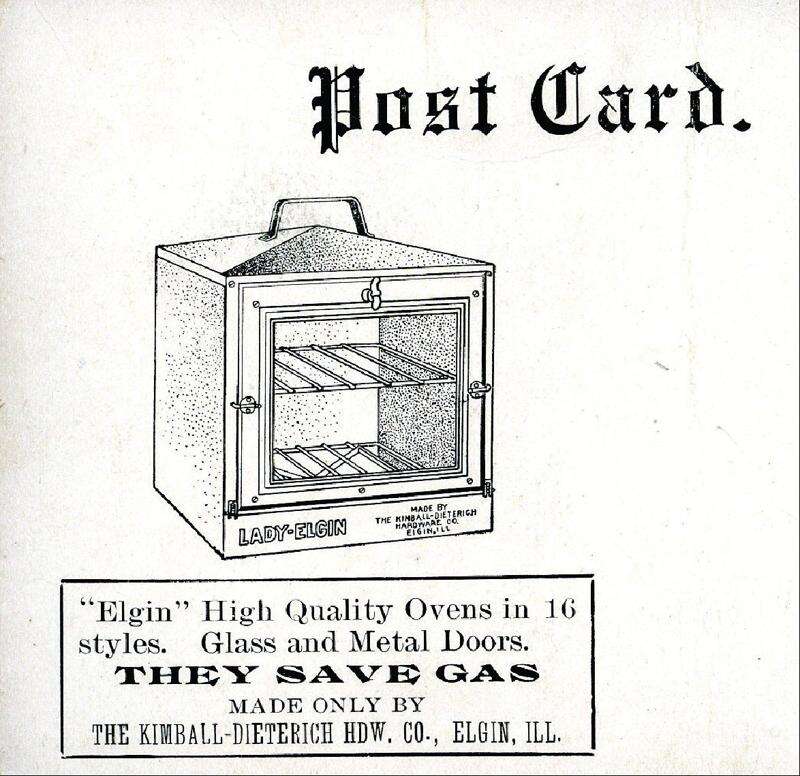 Post Card.
LADY-ELGIN
MADE BY
THE KIMBALL-DIETERICH
HARDWARE CO.
ELGIN, ILL
“Elgin” High Quality Ovens in 16
styles. Glass and Metal Doors.
THEY SAVE GAS
MADE ONLY BY
THE KIMBALL-DIETERICH HDW. CO., ELGIN, ILL.